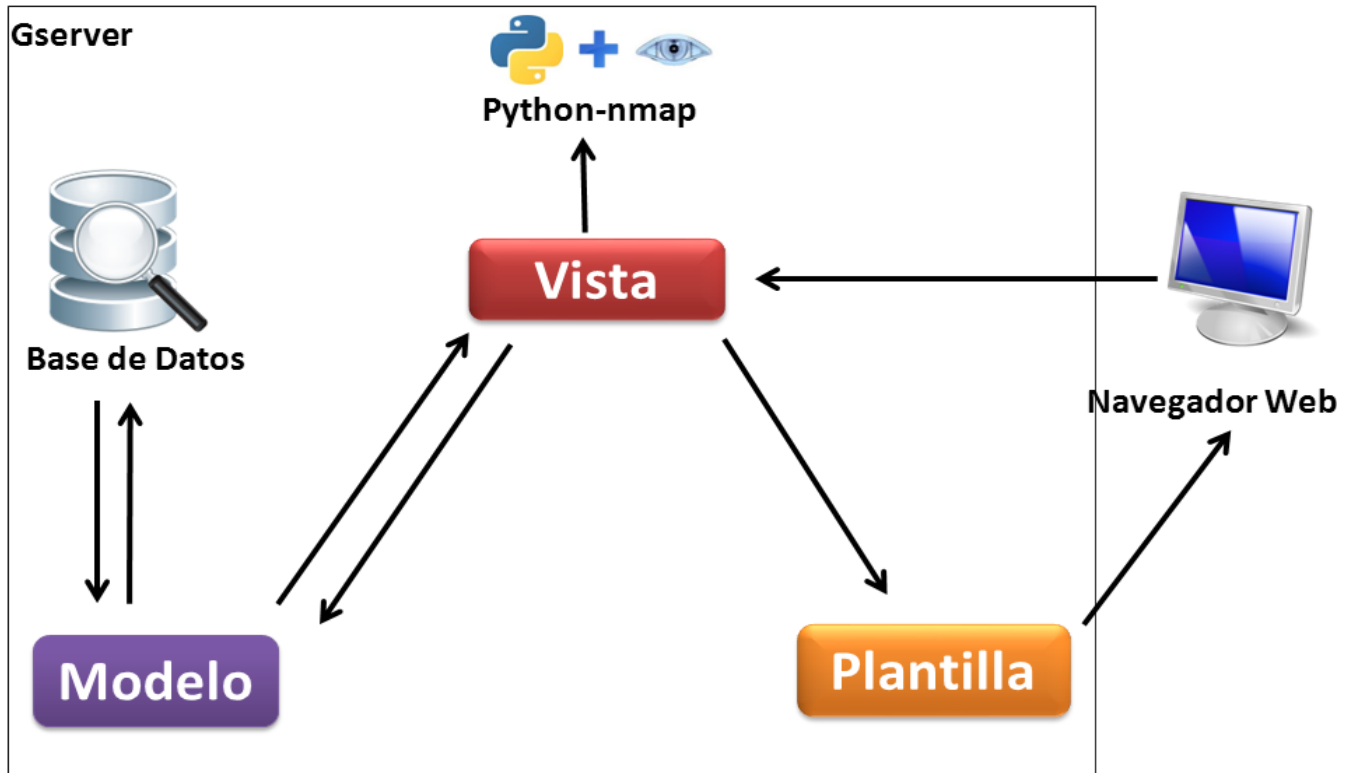 Gserver
Python-nmap
Vista
Base de Datos
Navegador Web
Modelo
Plantilla